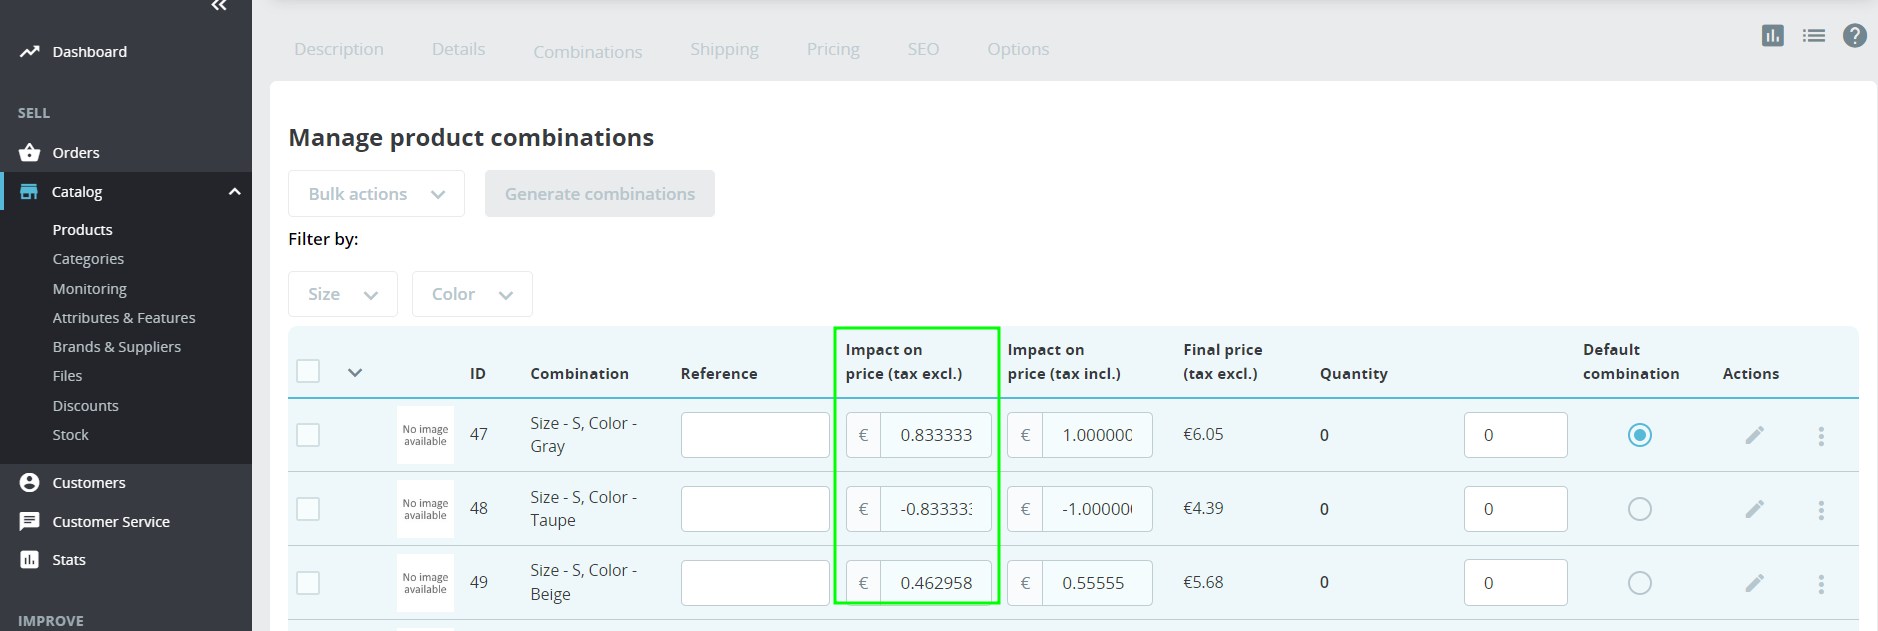 Dashboard
SELL
Orders
Catalog
Products
Categories
Monitoring
Attributes & Features
Brands & Suppliers
Files
Discounts
Stock
Customers
Customer Service
Stats
IMPROVE
Description Details Combinations Shipping Pricing SEO Options
Manage product combinations
Bulk actions Generate combinations
Filter by:
Size Color
ID Combination Reference Impact on price (tax excl.) Impact on price (tax incl.) Final price (tax excl.) Quantity Default combination Actions
No image available 47 Size - S, Color - Gray € 0.833333 € 1.000000 €6.05 0 0
No image available 48 Size - S, Color - Taupe € -0.833333 € -1.000000 €4.39 0 0
No image available 49 Size - S, Color - Beige € 0.462958 € 0.55555 €5.68 0 0